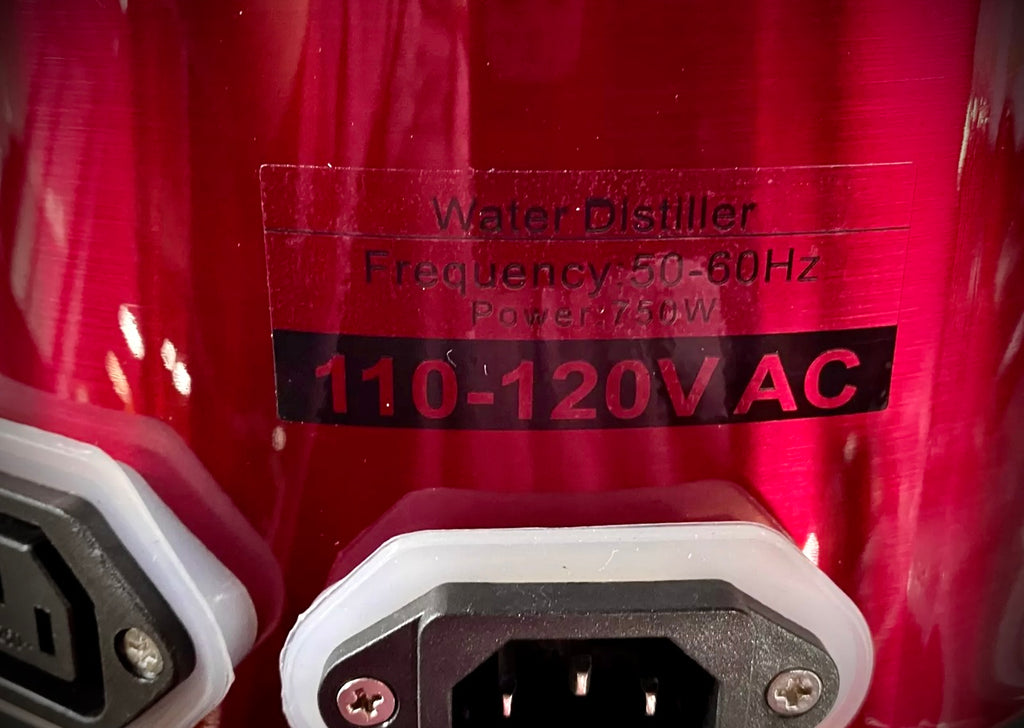 Water Distiller
Frequency:50-60Hz
Power:750W
110-120V AC